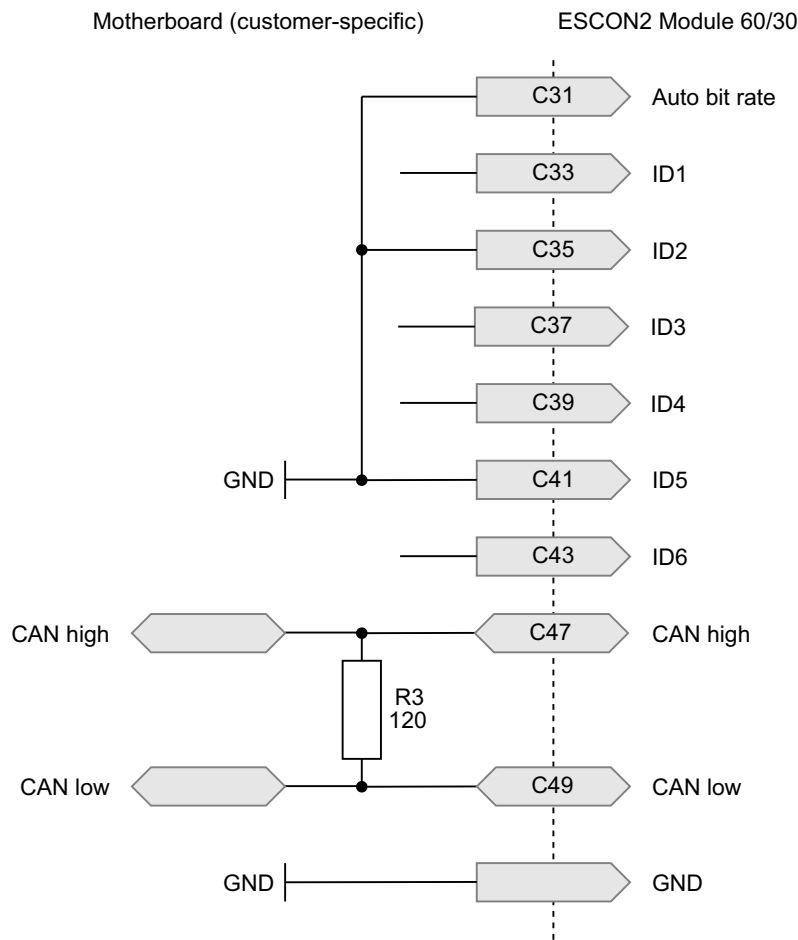 Motherboard (customer-specific) ESCON2 Module 60/30
C31 Auto bit rate
C33 ID1
C35 ID2
C37 ID3
C39 ID4
GND C41 ID5
C43 ID6
CAN high C47 CAN high
R3
120
CAN low C49 CAN low
GND GND